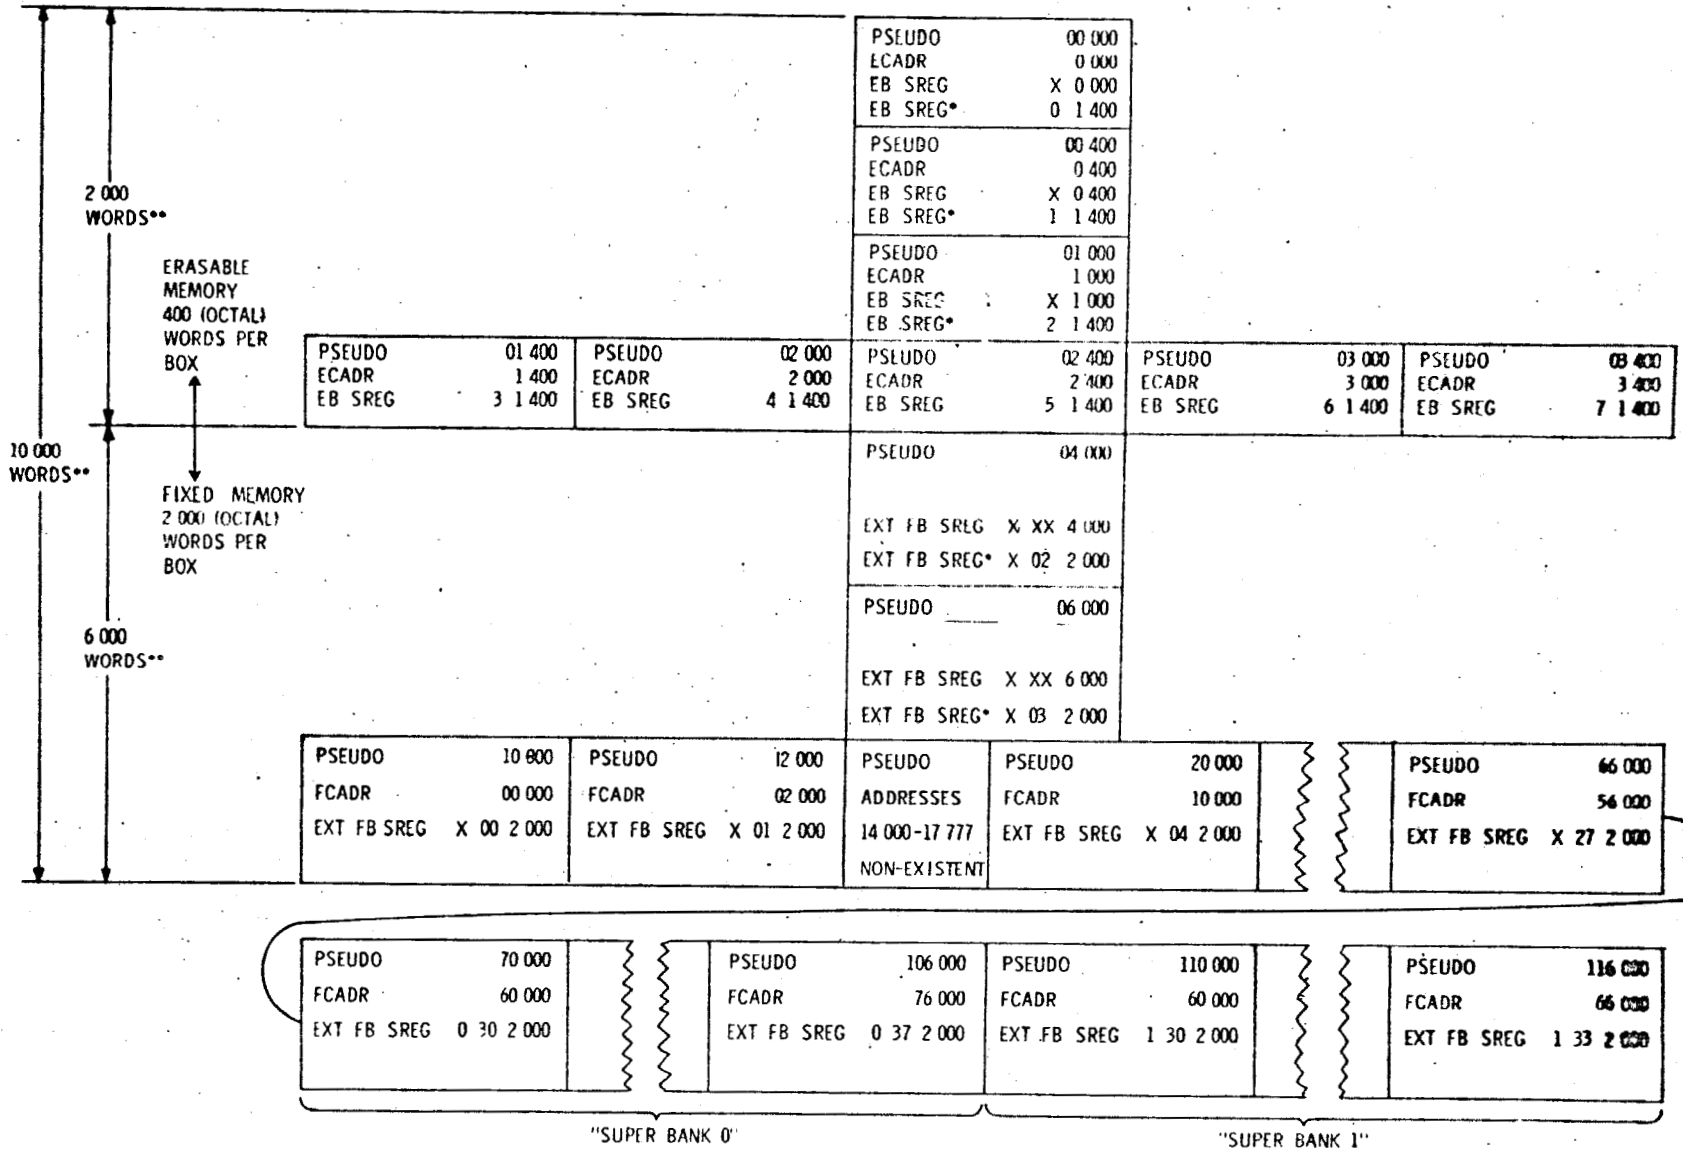 PSEUDO 00 000
ECADR 0 000
EB SREG X 0 000
EB SREG* 0 1 400
PSEUDO 00 400
ECADR 0 400
EB SREG X 0 400
EB SREG* 1 1 400
PSEUDO 01 000
ECADR 1 000
EB SREG X 1 000
EB SREG* 2 1 400
2 000
WORDS**
ERASABLE
MEMORY
400 (OCTAL)
WORDS PER
BOX
PSEUDO 01 400
ECADR 1 400
EB SREG 3 1 400
PSEUDO 02 000
ECADR 2 000
EB SREG 4 1 400
PSEUDO 02 400
ECADR 2 400
EB SREG 5 1 400
PSEUDO 03 000
ECADR 3 000
EB SREG 6 1 400
PSEUDO 03 400
ECADR 3 400
EB SREG 7 1 400
10 000
WORDS**
FIXED MEMORY
2 000 (OCTAL)
WORDS PER
BOX
6 000
WORDS**
PSEUDO 04 000
EXT FB SREG X XX 4 000
EXT FB SREG* X 02 2 000
PSEUDO 06 000
EXT FB SREG X XX 6 000
EXT FB SREG* X 03 2 000
PSEUDO 10 000
FCADR 00 000
EXT FB SREG X 00 2 000
PSEUDO 12 000
FCADR 02 000
EXT FB SREG X 01 2 000
PSEUDO
ADDRESSES
14 000-17 777
NON-EXISTENT
PSEUDO 20 000
FCADR 10 000
EXT FB SREG X 04 2 000
PSEUDO 66 000
FCADR 56 000
EXT FB SREG X 27 2 000
PSEUDO 70 000
FCADR 60 000
EXT FB SREG 0 30 2 000
PSEUDO 106 000
FCADR 76 000
EXT FB SREG 0 37 2 000
PSEUDO 110 000
FCADR 60 000
EXT FB SREG 1 30 2 000
PSEUDO 116 000
FCADR 66 000
EXT FB SREG 1 33 2 000
"SUPER BANK 0"
"SUPER BANK 1"